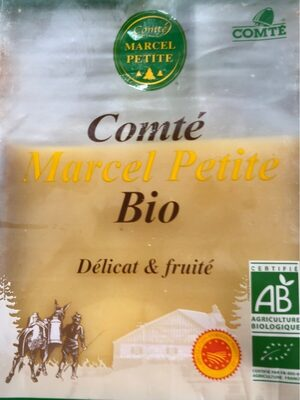 Comté
MARCEL
PETITE
COMTÉ
Comté
Marcel Petite
Bio
Délicat & fruité
CERTIFIÉ
AB
AGRICULTURE
BIOLOGIQUE